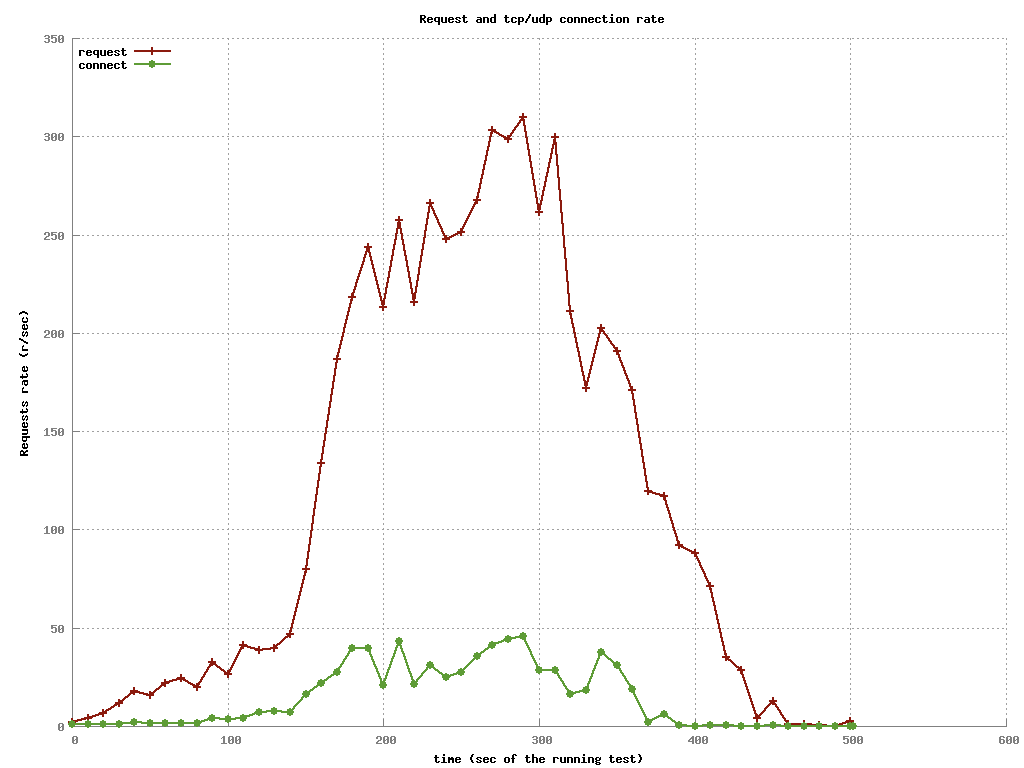 Request and tcp/udp connection rate
350
request
connect
300
250
200
150
100
50
0
Requests rate (r/sec)
0 100 200 300 400 500 600
time (sec of the running test)